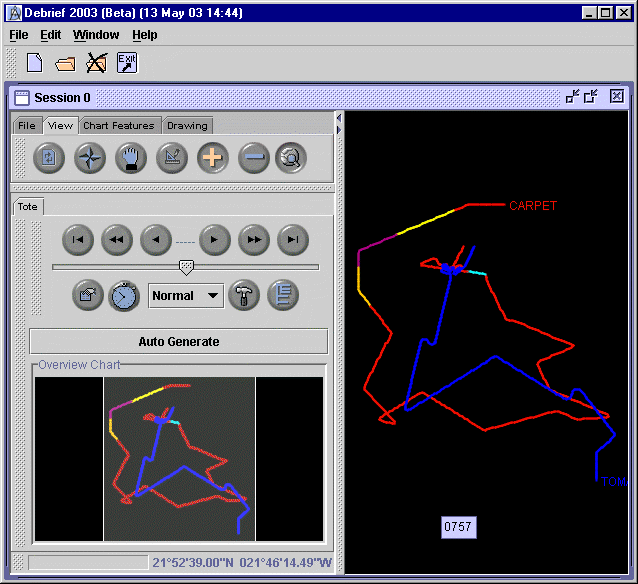 Debrief 2003 (Beta) (13 May 03 14:44)
File Edit Window Help
Exit
Session 0
File View Chart Features Drawing
Tote
Normal
Auto Generate
Overview Chart
CARPET
TOM
0757
21°52'39.00"N 021°46'14.49"W